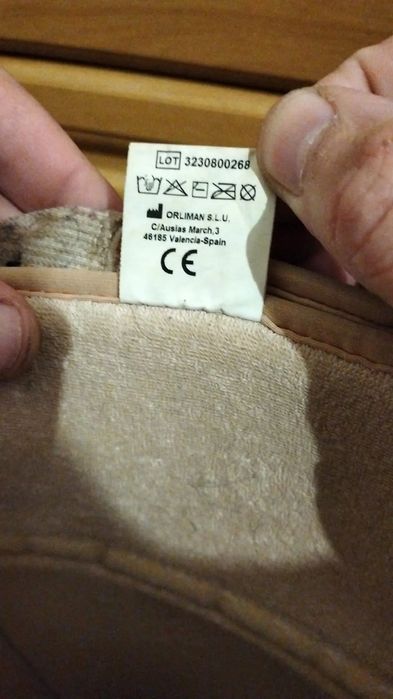 LOT 3230800268
ORLIMAN S.L.U.
C/Ausias March,3
46185 Valencia-Spain
CE